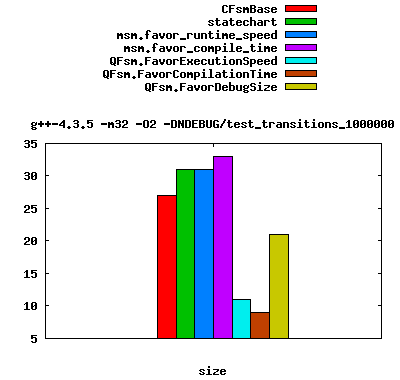 CFsmBase
statechart
msm.favor_runtime_speed
msm.favor_compile_time
QFsm.FavorExecutionSpeed
QFsm.FavorCompilationTime
QFsm.FavorDebugSize
g++-4.3.5 -m32 -O2 -DNDEBUG/test_transitions_1000000
35
30
25
20
15
10
5
size